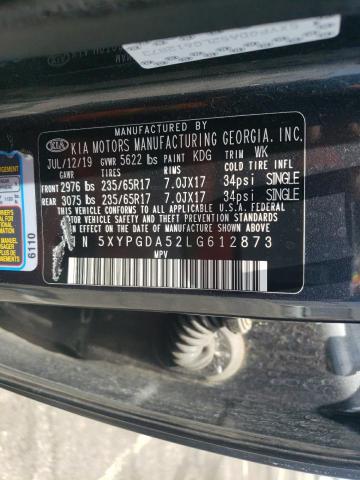 MANUFACTURED BY
KIA KIA MOTORS MANUFACTURING GEORGIA, INC.
JUL/12/19 GVWR 5622 lbs PAINT KDG TRIM WK
GAWR TIRES RIMS COLD TIRE INFL
FRONT 2976 lbs 235/65R17 7.0JX17 34psi SINGLE
REAR 3075 lbs 235/65R17 7.0JX17 34psi SINGLE
THIS VEHICLE CONFORMS TO ALL APPLICABLE U.S. FEDERAL
MOTOR VEHICLE SAFETY, BUMPER, AND THEFT PREVENTION
STANDARDS IN EFFECT ON THE DATE OF MANUFACTURE SHOWN ABOVE.
N 5XYPGDA52LG612873
MPV
6110